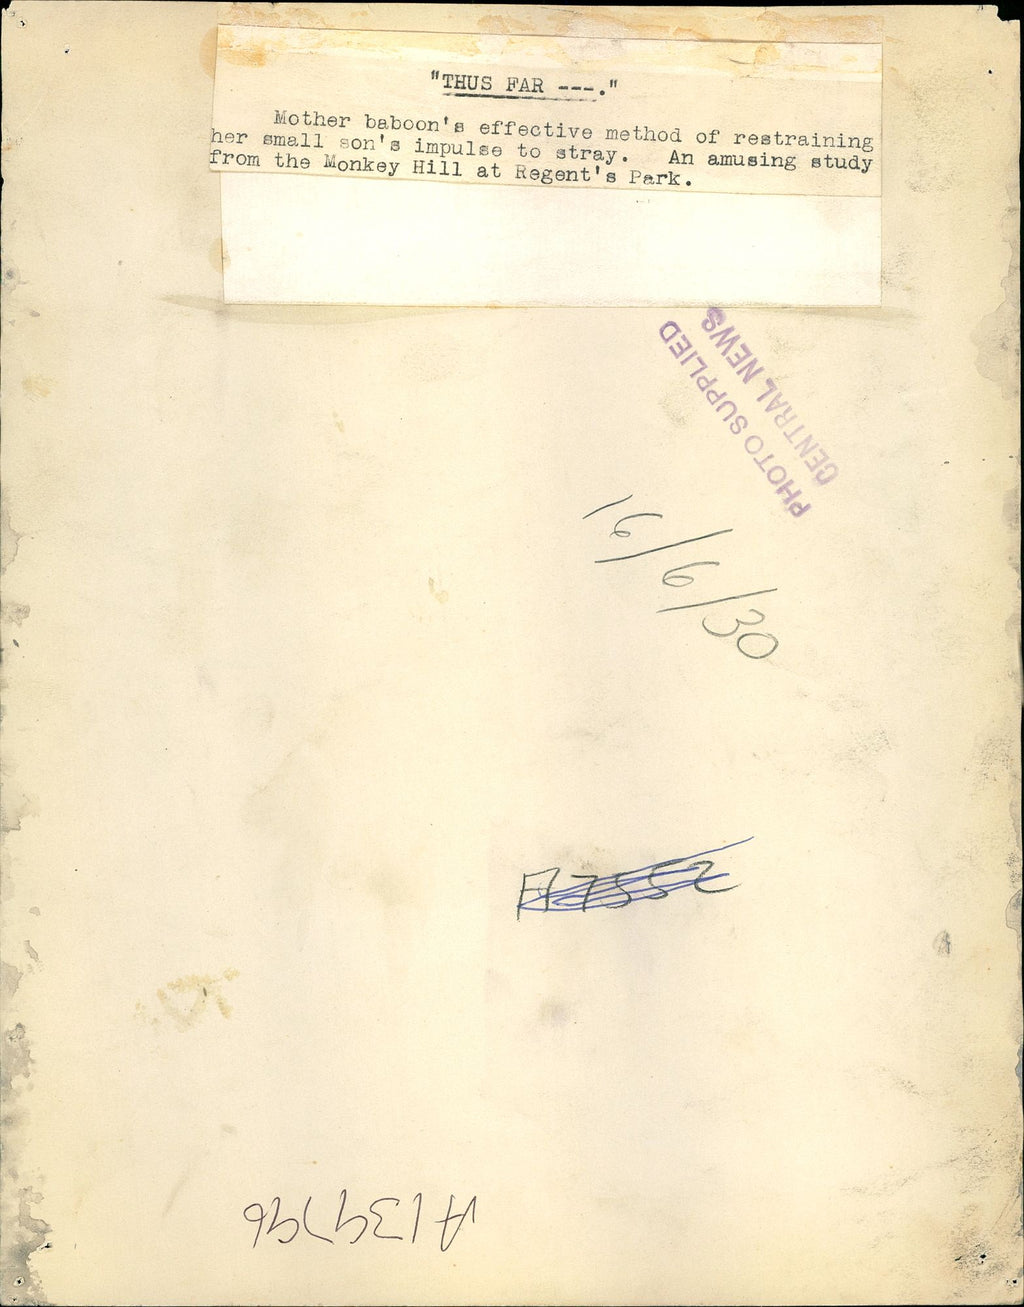 "THUS FAR ---."
Mother baboon's effective method of restraining
her small son's impulse to stray. An amusing study
from the Monkey Hill at Regent's Park.
PHOTO SUPPLIED
CENTRAL NEWS
16/6/30